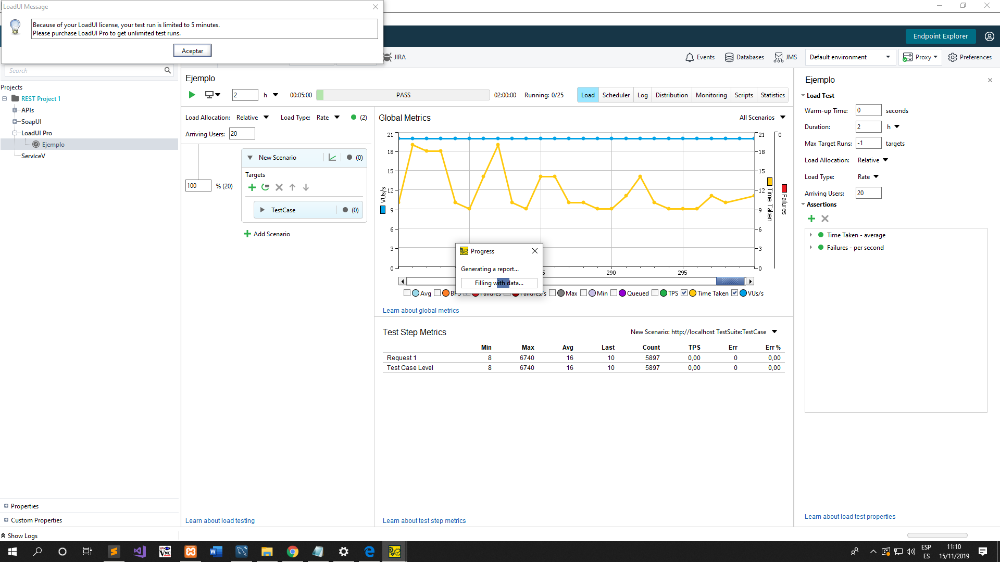 LoadUI Message
Because of your LoadUI license, your test run is limited to 5 minutes.
Please purchase LoadUI Pro to get unlimited test runs.
Aceptar
Endpoint Explorer
JIRA
Events
Databases
JMS
Default environment
Proxy
Preferences
Search
Projects
REST Project 1
APIs
SoapUI
LoadUI Pro
Ejemplo
ServiceV
Properties
Custom Properties
Show Logs
Ejemplo
2 h 00:05:00 PASS 02:00:00 Running: 0/25
Load Scheduler Log Distribution Monitoring Scripts Statistics
Load Allocation: Relative Load Type: Rate (2)
Arriving Users: 20
New Scenario (0)
Targets
100 % (20)
TestCase (0)
Add Scenario
Learn about load testing
Global Metrics
All Scenarios
21 18 15 12 9 6 3 0
VUs/s
21 18 15 12 9 6 3 0
Time Taken
0
Failures
5 290 295
Progress
Generating a report...
Filling with data...
Avg Failures Failures/s Max Min Queued TPS Time Taken VUs/s
Learn about global metrics
Test Step Metrics
New Scenario: http://localhost TestSuite:TestCase
Min Max Avg Last Count TPS Err Err %
Request 1 8 6740 16 10 5897 0,00 0 0,00
Test Case Level 8 6740 16 10 5897 0,00 0 0,00
Learn about test step metrics
Ejemplo
Load Test
Warm-up Time: 0 seconds
Duration: 2 h
Max Target Runs: -1 targets
Load Allocation: Relative
Load Type: Rate
Arriving Users: 20
Assertions
Time Taken - average
Failures - per second
Learn about load test properties
ESP
ES
11:10
15/11/2019